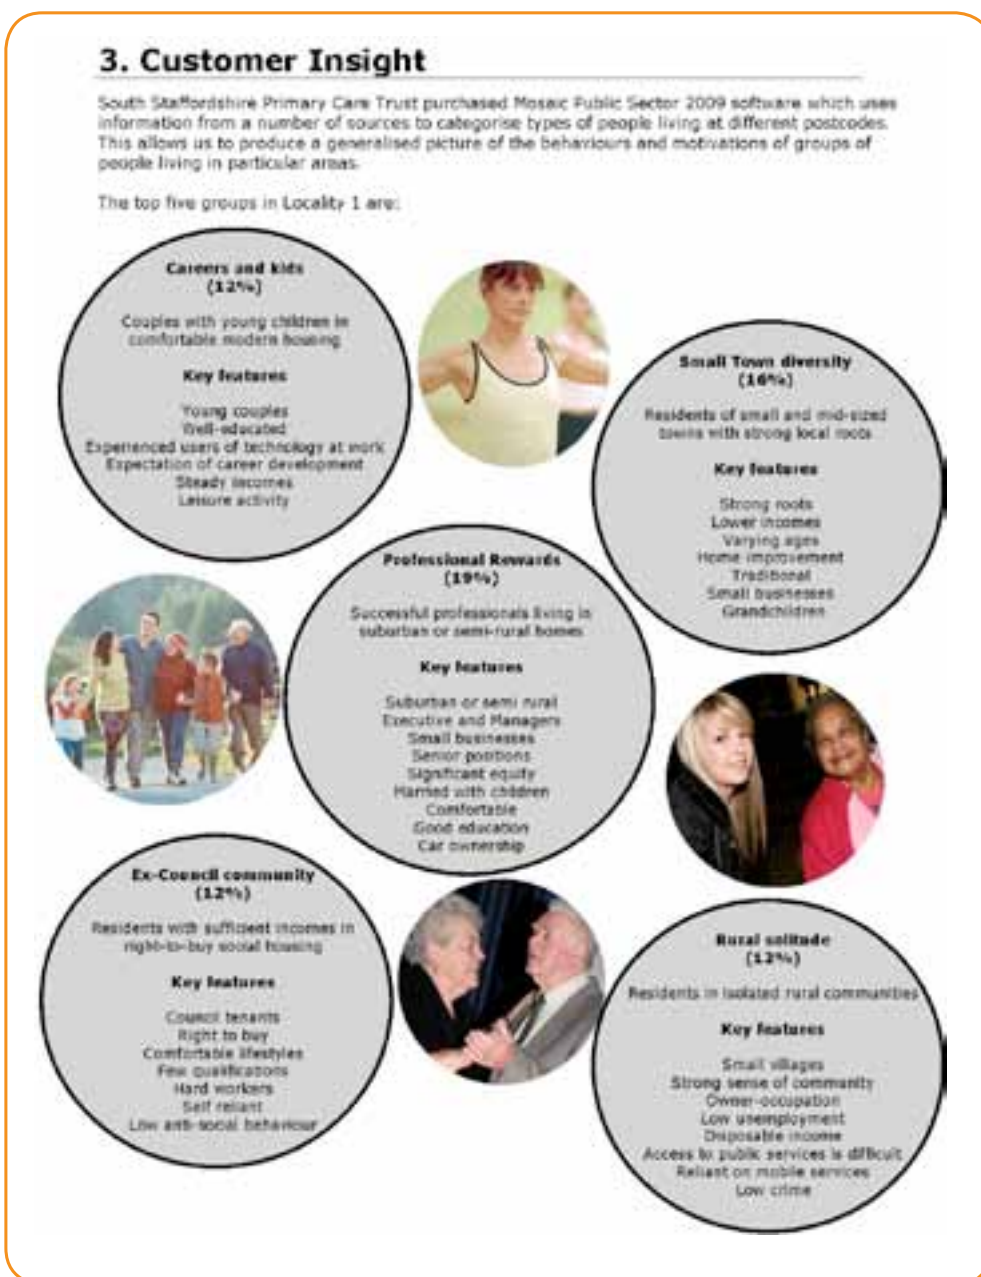 3. Customer Insight
South Staffordshire Primary Care Trust purchased Mosaic Public Sector 2009 software which uses
information from a number of sources to categorise types of people living at different postcodes.
This allows us to produce a generalised picture of the behaviours and motivations of groups of
people living in particular areas.
The top five groups in Locality 1 are:
Careers and kids
(12%)
Couples with young children in
comfortable modern housing
Key features
Young couples
Well-educated
Experienced users of technology at work
Expectation of career development
Steady incomes
Leisure activity
Small Town diversity
(16%)
Residents of small and mid-sized
towns with strong local roots
Key features
Strong roots
Lower incomes
Varying ages
Home improvement
Traditional
Small businesses
Grandchildren
Professional Rewards
(19%)
Successful professionals living in
suburban or semi-rural homes
Key features
Suburban or semi rural
Executive and Managers
Small businesses
Senior positions
Significant equity
Married with children
Comfortable
Good education
Car ownership
Ex-Council community
(12%)
Residents with sufficient incomes in
right-to-buy social housing
Key features
Council tenants
Right to buy
Comfortable lifestyles
Few qualifications
Hard workers
Self reliant
Low anti-social behaviour
Rural solitude
(12%)
Residents in isolated rural communities
Key features
Small villages
Strong sense of community
Owner-occupation
Low unemployment
Disposable income
Access to public services is difficult
Reliant on mobile services
Low crime